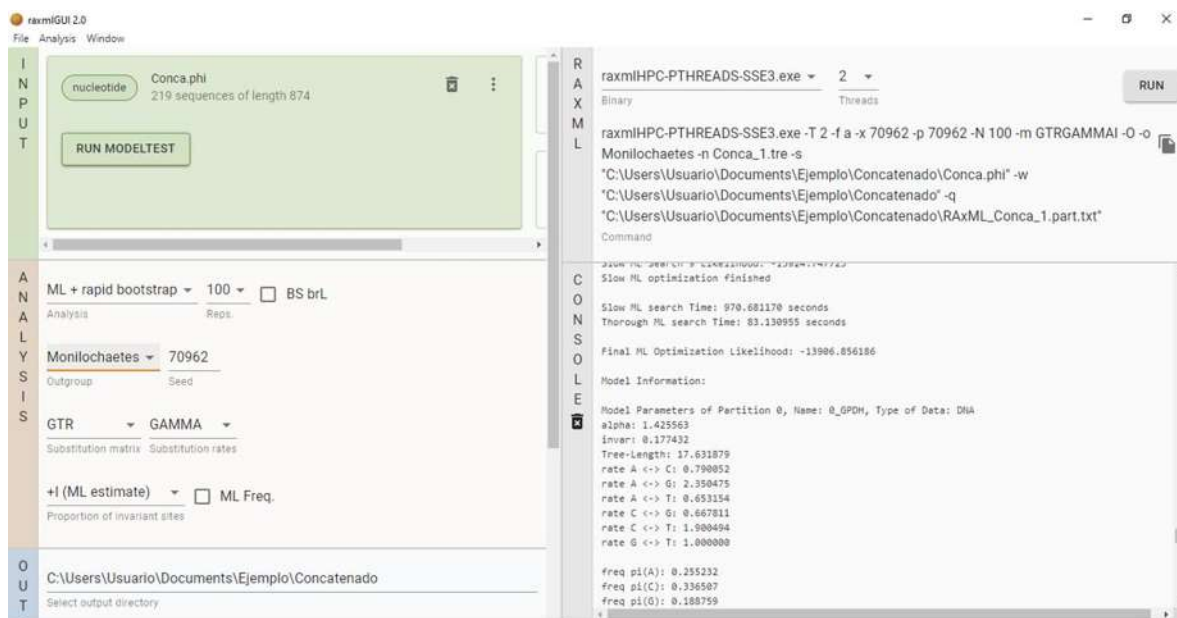 raxmlGUI 2.0
File Analysis Window
INPUT
nucleotide
Conca.phi
219 sequences of length 874
RUN MODELTEST
ANALYSIS
ML + rapid bootstrap 100 BS brL
Analysis Reps.
Monilochaetes 70962
Outgroup Seed
GTR GAMMA
Substitution matrix Substitution rates
+I (ML estimate) ML Freq.
Proportion of invariant sites
OUT
C:\Users\Usuario\Documents\Ejemplo\Concatenado
Select output directory
RAXML
raxmlHPC-PTHREADS-SSE3.exe 2 RUN
Binary Threads
raxmlHPC-PTHREADS-SSE3.exe -T 2 -f a -x 70962 -p 70962 -N 100 -m GTRGAMMAI -O -o
Monilochaetes -n Conca_1.tre -s
"C:\Users\Usuario\Documents\Ejemplo\Concatenado\Conca.phi" -w
"C:\Users\Usuario\Documents\Ejemplo\Concatenado" -q
"C:\Users\Usuario\Documents\Ejemplo\Concatenado\RAxML_Conca_1.part.txt"
Command
CONSOLE
Slow ML search's Likelihood:
Slow ML optimization finished
Slow ML search Time: 970.681170 seconds
Thorough ML search Time: 83.130955 seconds
Final ML Optimization Likelihood: -13906.856186
Model Information:
Model Parameters of Partition 0, Name: 0_GPDH, Type of Data: DNA
alpha: 1.425563
invar: 0.177432
Tree-Length: 17.631879
rate A <-> C: 0.790052
rate A <-> G: 2.350475
rate A <-> T: 0.653154
rate C <-> G: 0.667811
rate C <-> T: 1.900494
rate G <-> T: 1.000000
freq pi(A): 0.255232
freq pi(C): 0.336507
freq pi(G): 0.188759